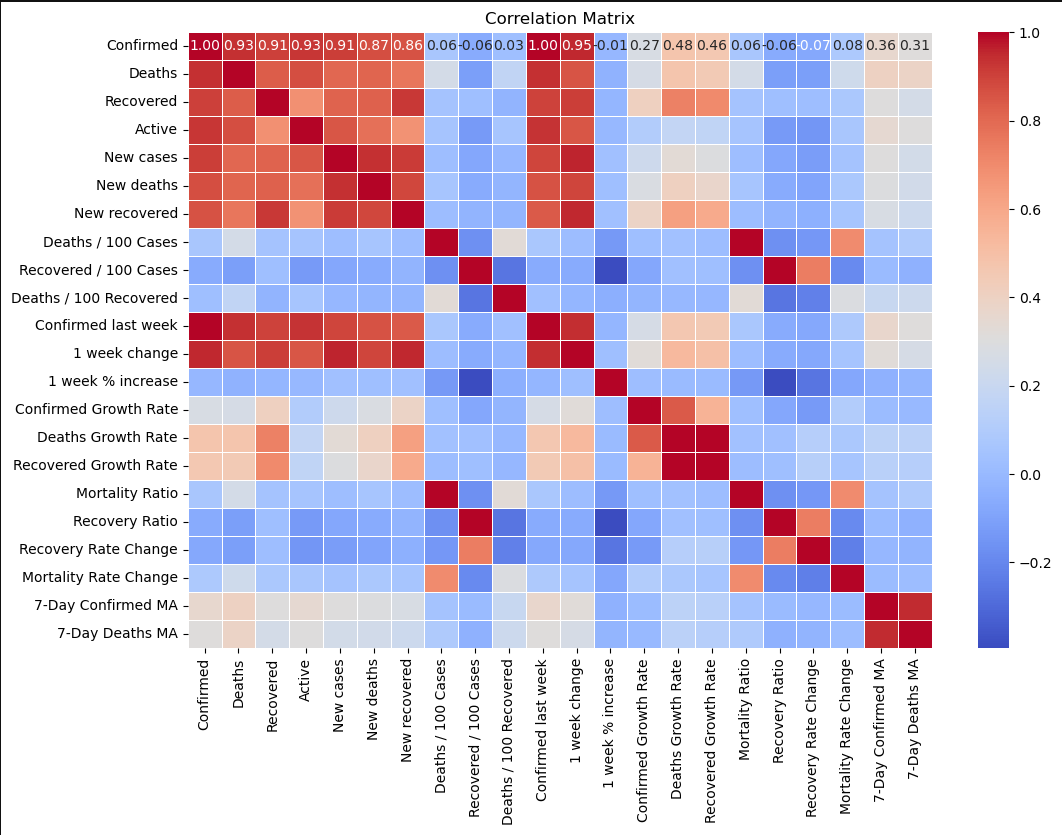 Correlation Matrix
Confirmed 1.00 0.93 0.91 0.93 0.91 0.87 0.86 0.06 -0.06 0.03 1.00 0.95 -0.01 0.27 0.48 0.46 0.06 -0.06 -0.07 0.08 0.36 0.31
Deaths
Recovered
Active
New cases
New deaths
New recovered
Deaths / 100 Cases
Recovered / 100 Cases
Deaths / 100 Recovered
Confirmed last week
1 week change
1 week % increase
Confirmed Growth Rate
Deaths Growth Rate
Recovered Growth Rate
Mortality Ratio
Recovery Ratio
Recovery Rate Change
Mortality Rate Change
7-Day Confirmed MA
7-Day Deaths MA
Confirmed
Deaths
Recovered
Active
New cases
New deaths
New recovered
Deaths / 100 Cases
Recovered / 100 Cases
Deaths / 100 Recovered
Confirmed last week
1 week change
1 week % increase
Confirmed Growth Rate
Deaths Growth Rate
Recovered Growth Rate
Mortality Ratio
Recovery Ratio
Recovery Rate Change
Mortality Rate Change
7-Day Confirmed MA
7-Day Deaths MA
1.0
0.8
0.6
0.4
0.2
0.0
−0.2